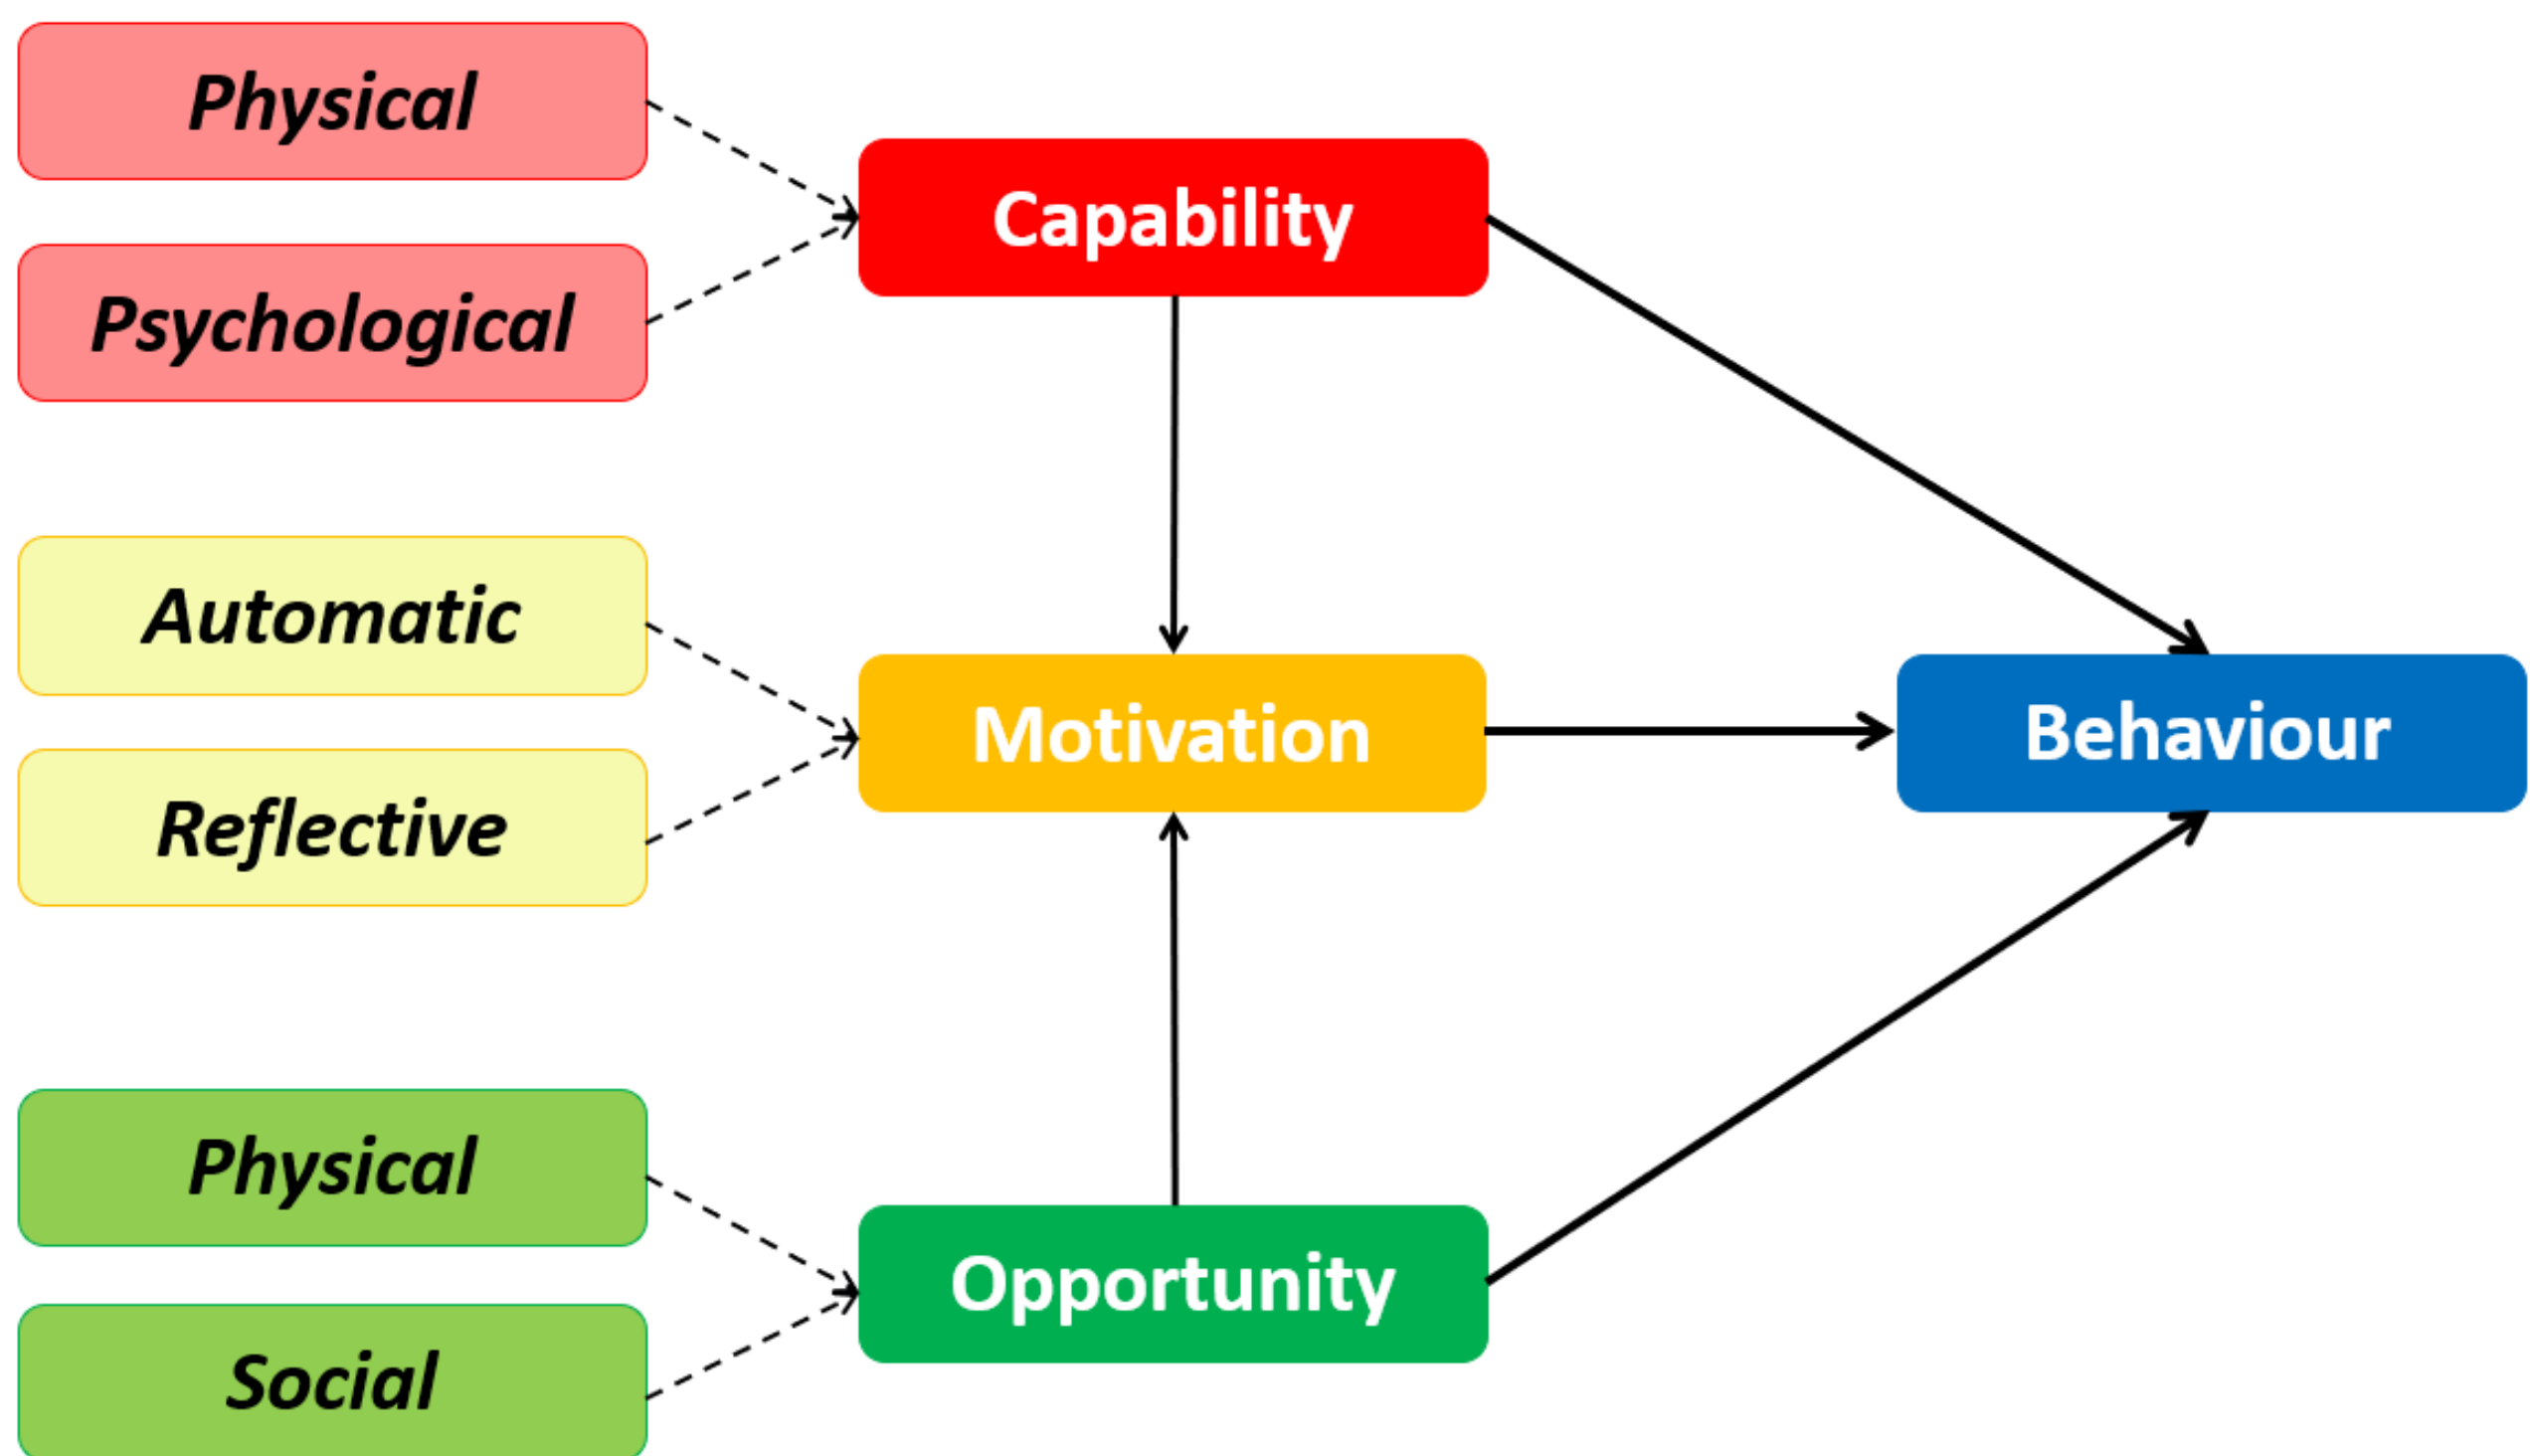 Physical
Psychological
Capability
Automatic
Reflective
Motivation
Behaviour
Physical
Social
Opportunity